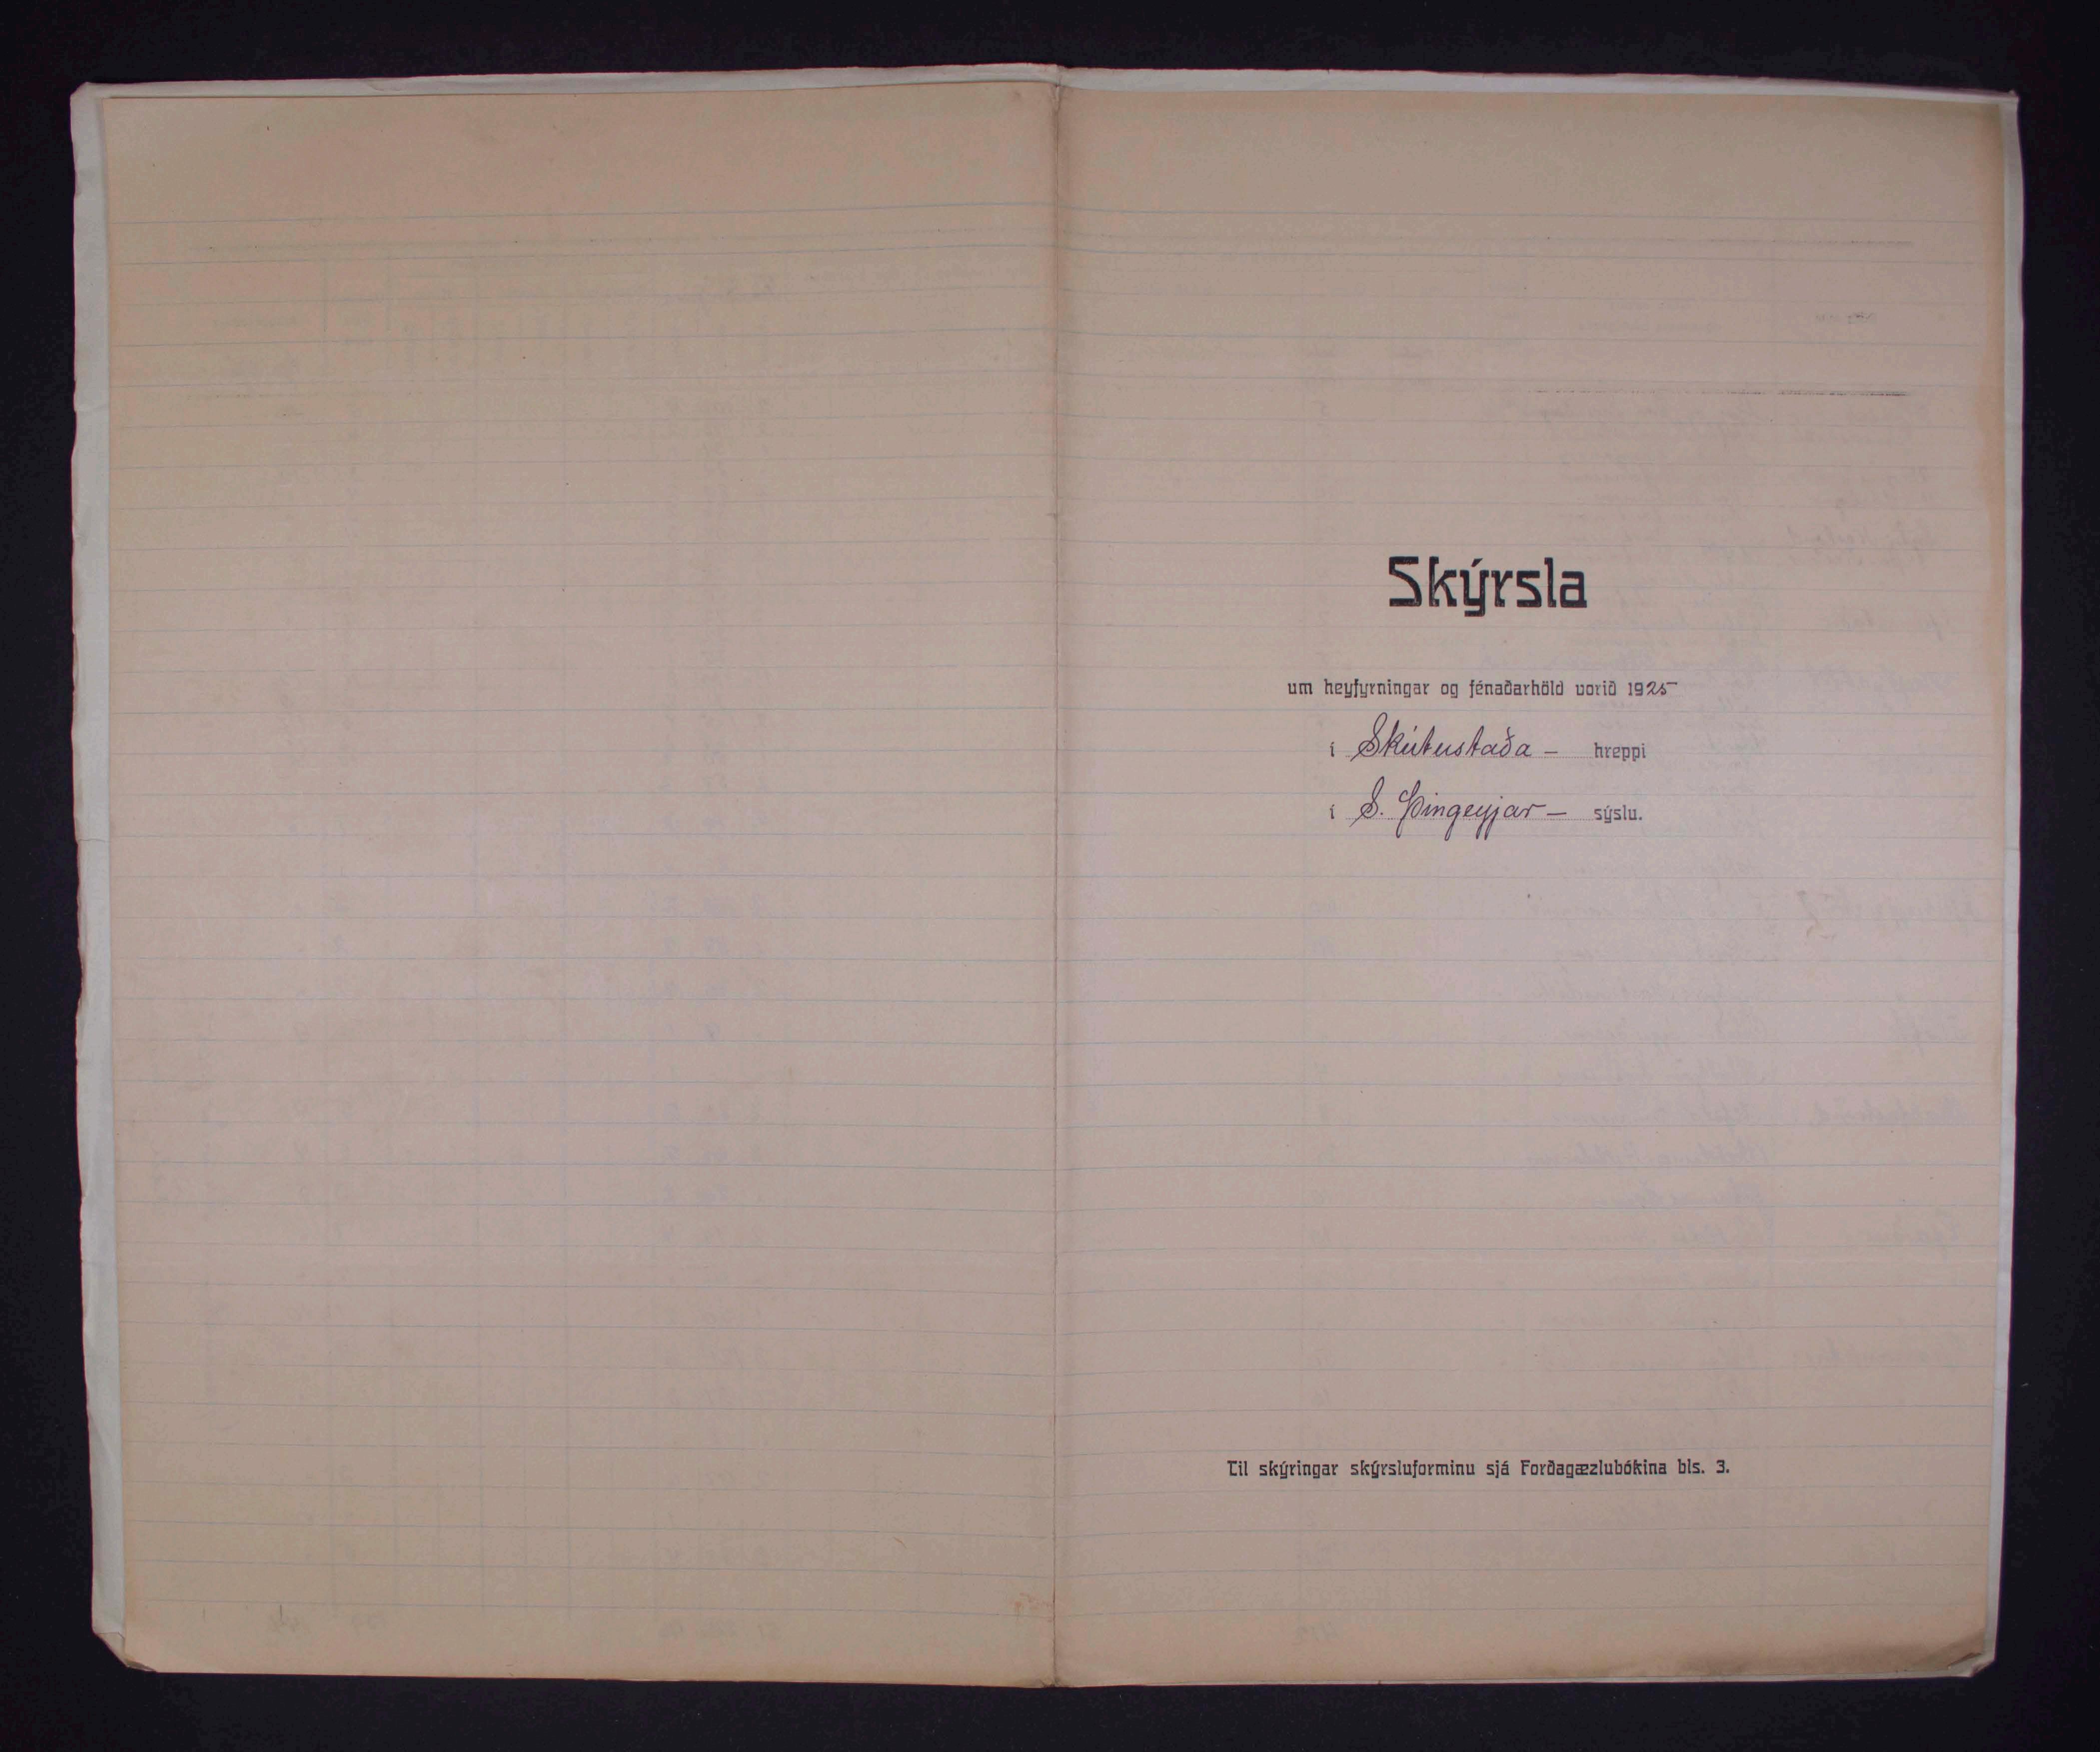 Skýrsla
um heyfyrningar og fénaðarhöld vorið 1925
í Skútustaða – hreppi
í S. Þingeyjar – sýslu.
Til skýringar skýrsluforminu sjá Forðagæzlubókina bls. 3.